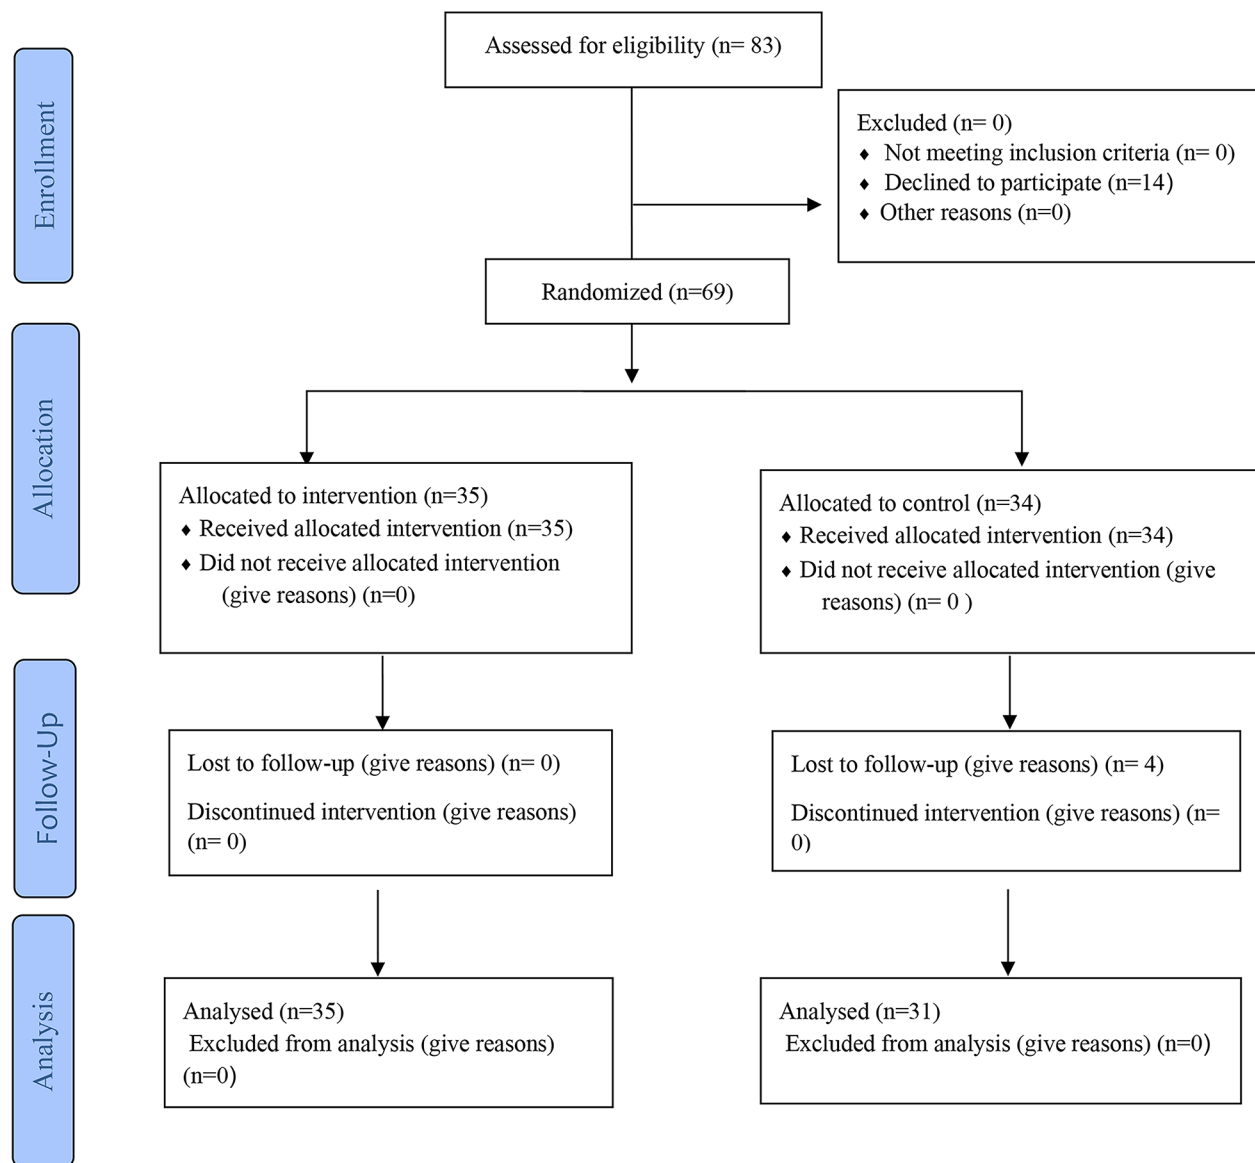 Enrollment
Assessed for eligibility (n= 83)
Excluded (n= 0)
♦ Not meeting inclusion criteria (n= 0)
♦ Declined to participate (n=14)
♦ Other reasons (n=0)
Randomized (n=69)
Allocation
Allocated to intervention (n=35)
♦ Received allocated intervention (n=35)
♦ Did not receive allocated intervention
(give reasons) (n=0)
Allocated to control (n=34)
♦ Received allocated intervention (n=34)
♦ Did not receive allocated intervention (give
reasons) (n= 0 )
Follow-Up
Lost to follow-up (give reasons) (n= 0)
Discontinued intervention (give reasons)
(n= 0)
Lost to follow-up (give reasons) (n= 4)
Discontinued intervention (give reasons) (n=
0)
Analysis
Analysed (n=35)
Excluded from analysis (give reasons)
(n=0)
Analysed (n=31)
Excluded from analysis (give reasons) (n=0)